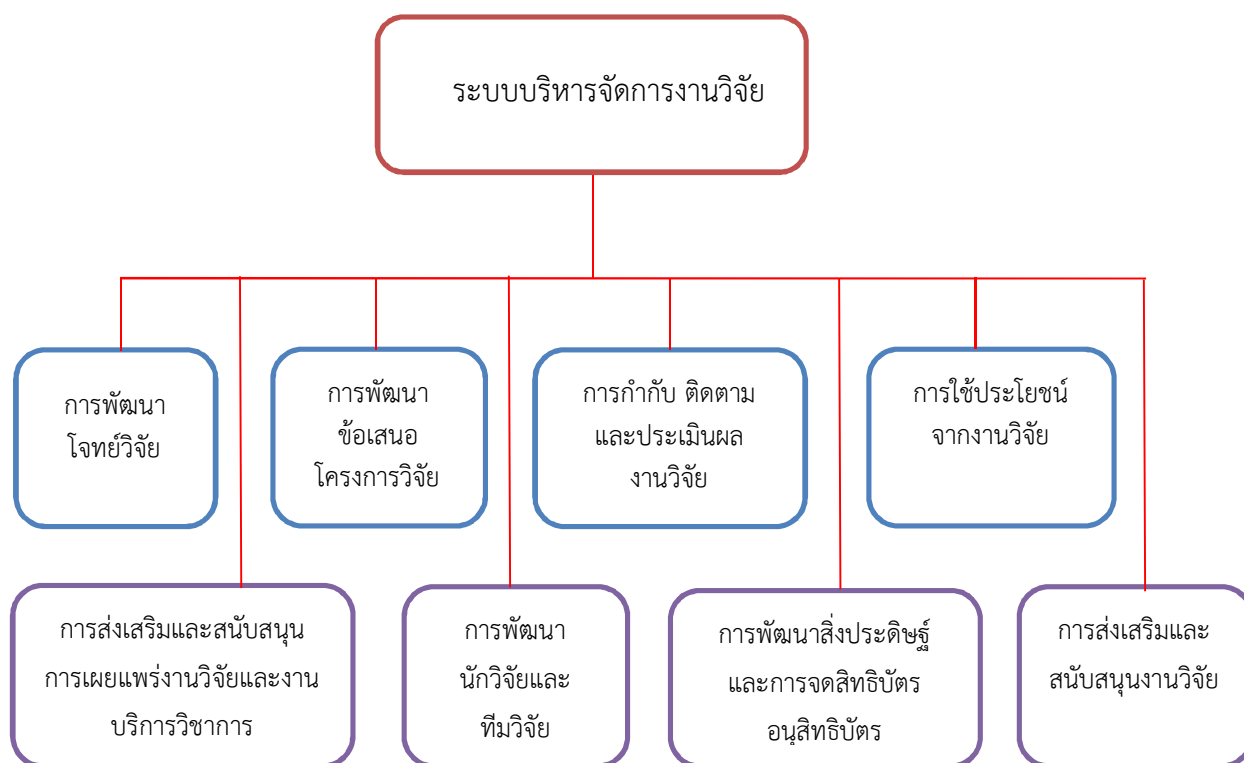 ระบบบริหารจัดการงานวิจัย
การพัฒนา
โจทย์วิจัย
การพัฒนา
ข้อเสนอ
โครงการวิจัย
การกำกับ ติดตาม
และประเมินผล
งานวิจัย
การใช้ประโยชน์
จากงานวิจัย
การส่งเสริมและสนับสนุน
การเผยแพร่งานวิจัยและงาน
บริการวิชาการ
การพัฒนา
นักวิจัยและ
ทีมวิจัย
การพัฒนาสิ่งประดิษฐ์
และการจดสิทธิบัตร
อนุสิทธิบัตร
การส่งเสริมและ
สนับสนุนงานวิจัย